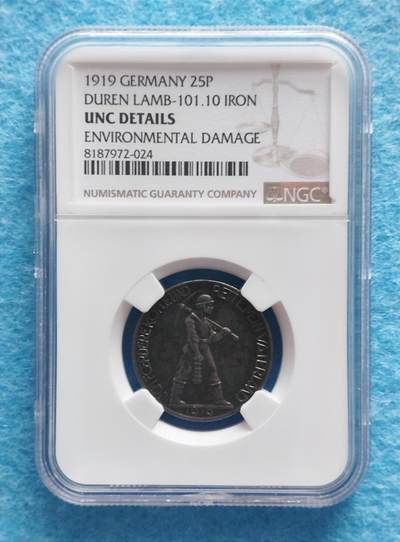 1919 GERMANY 25P
DUREN LAMB-101.10 IRON
UNC DETAILS
ENVIRONMENTAL DAMAGE
8187972-024
NUMISMATIC GUARANTY COMPANY
NGC
1919